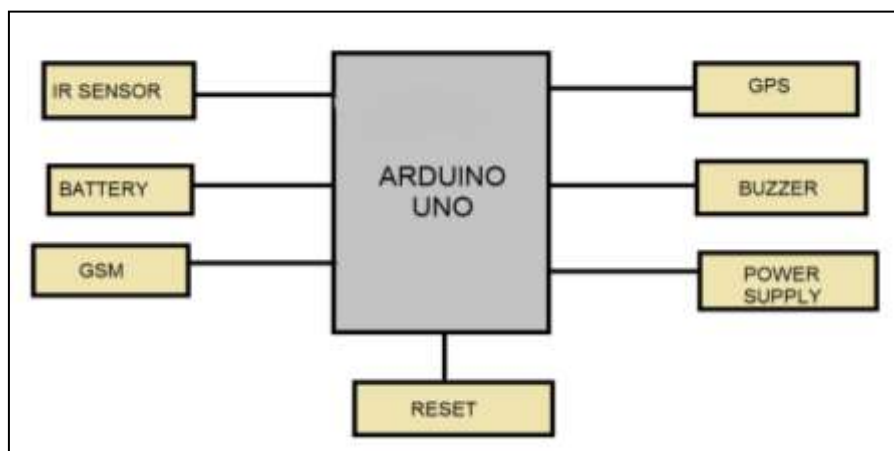 IR SENSOR
BATTERY
GSM
ARDUINO
UNO
GPS
BUZZER
POWER
SUPPLY
RESET